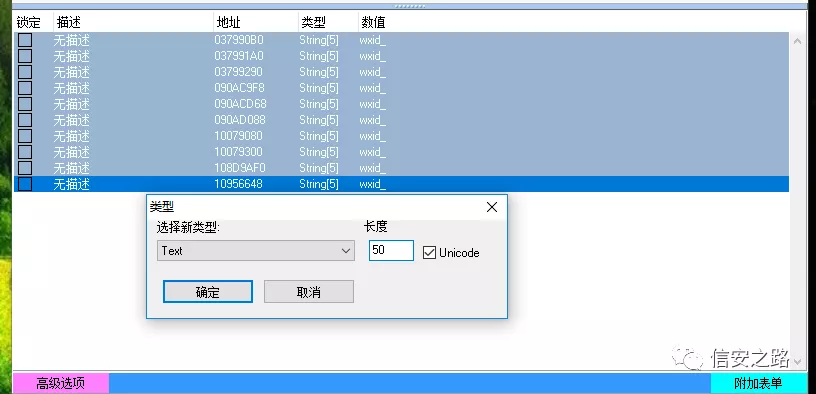 锁定 描述 地址 类型 数值
无描述 037990B0 String[5] wxid_
无描述 037991A0 String[5] wxid_
无描述 03799290 String[5] wxid_
无描述 090AC9F8 String[5] wxid_
无描述 090ACD68 String[5] wxid_
无描述 090AD088 String[5] wxid_
无描述 10079080 String[5] wxid_
无描述 10079300 String[5] wxid_
无描述 108D9AF0 String[5] wxid_
无描述 10956648 String[5] wxid_
类型
选择新类型: 长度
Text 50 Unicode
确定 取消
信安之路
高级选项 附加表单